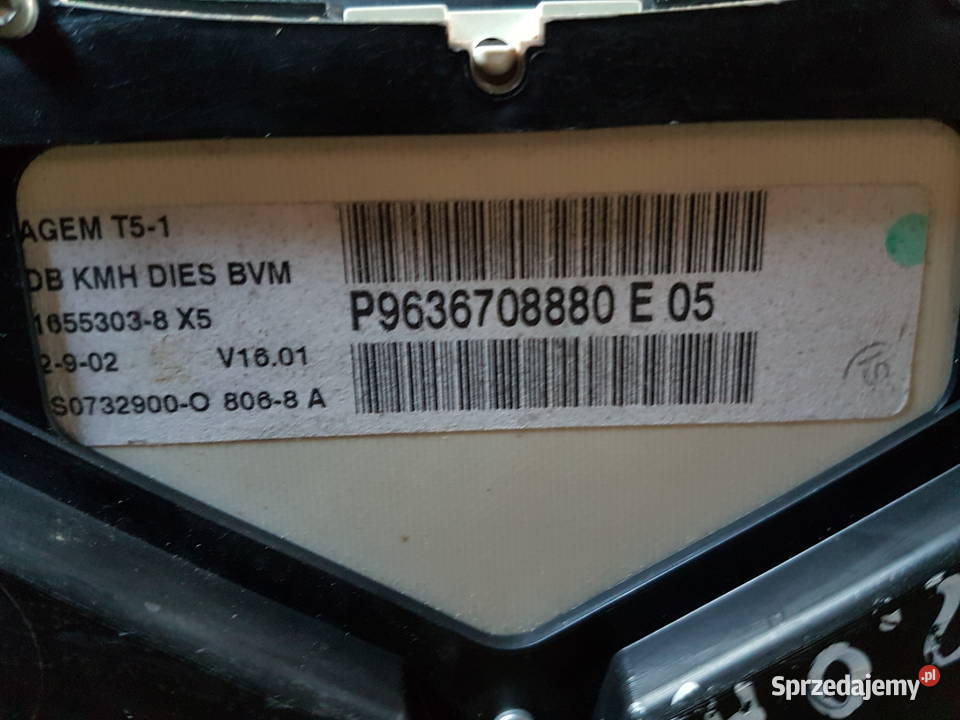 AGEM T5-1
DB KMH DIES BVM
1655303-8 X5
2-9-02 V16.01
S0732900-O 806-8 A
P9636708880 E 05
Sprzedajemy.pl